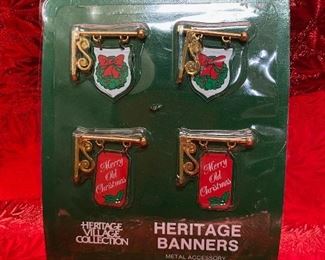 Merry
Old
Christmas
Merry
Old
Christmas
HERITAGE
VILLAGE
COLLECTION
HERITAGE
BANNERS
METAL ACCESSORY